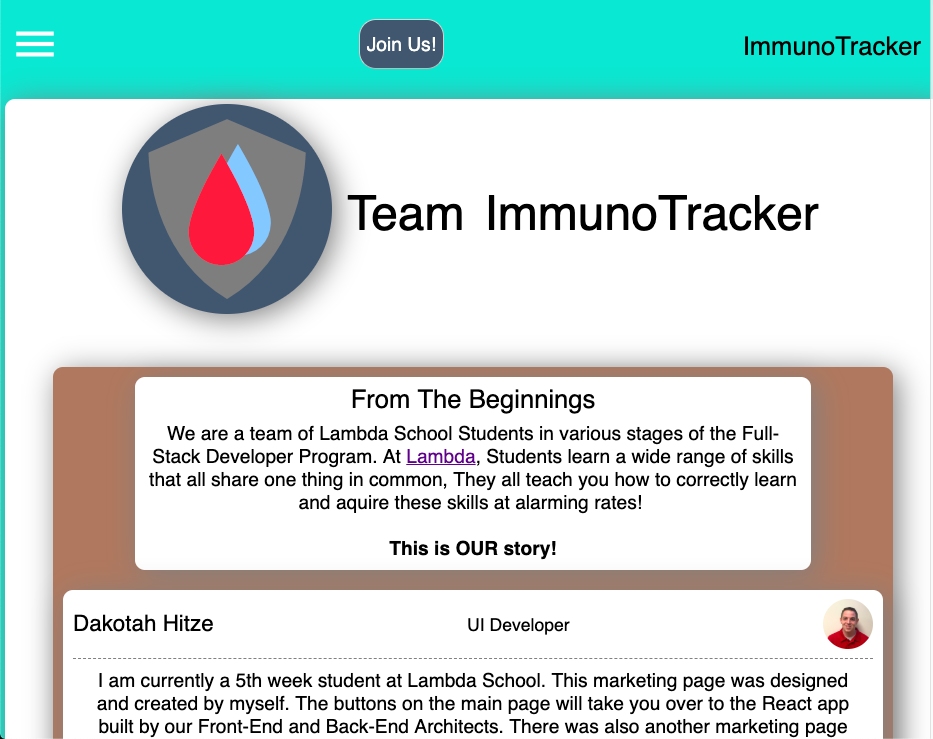 Join Us!
ImmunoTracker
Team ImmunoTracker
From The Beginnings
We are a team of Lambda School Students in various stages of the Full-
Stack Developer Program. At Lambda, Students learn a wide range of skills
that all share one thing in common, They all teach you how to correctly learn
and aquire these skills at alarming rates!
This is OUR story!
Dakotah Hitze
UI Developer
I am currently a 5th week student at Lambda School. This marketing page was designed
and created by myself. The buttons on the main page will take you over to the React app
built by our Front-End and Back-End Architects. There was also another marketing page